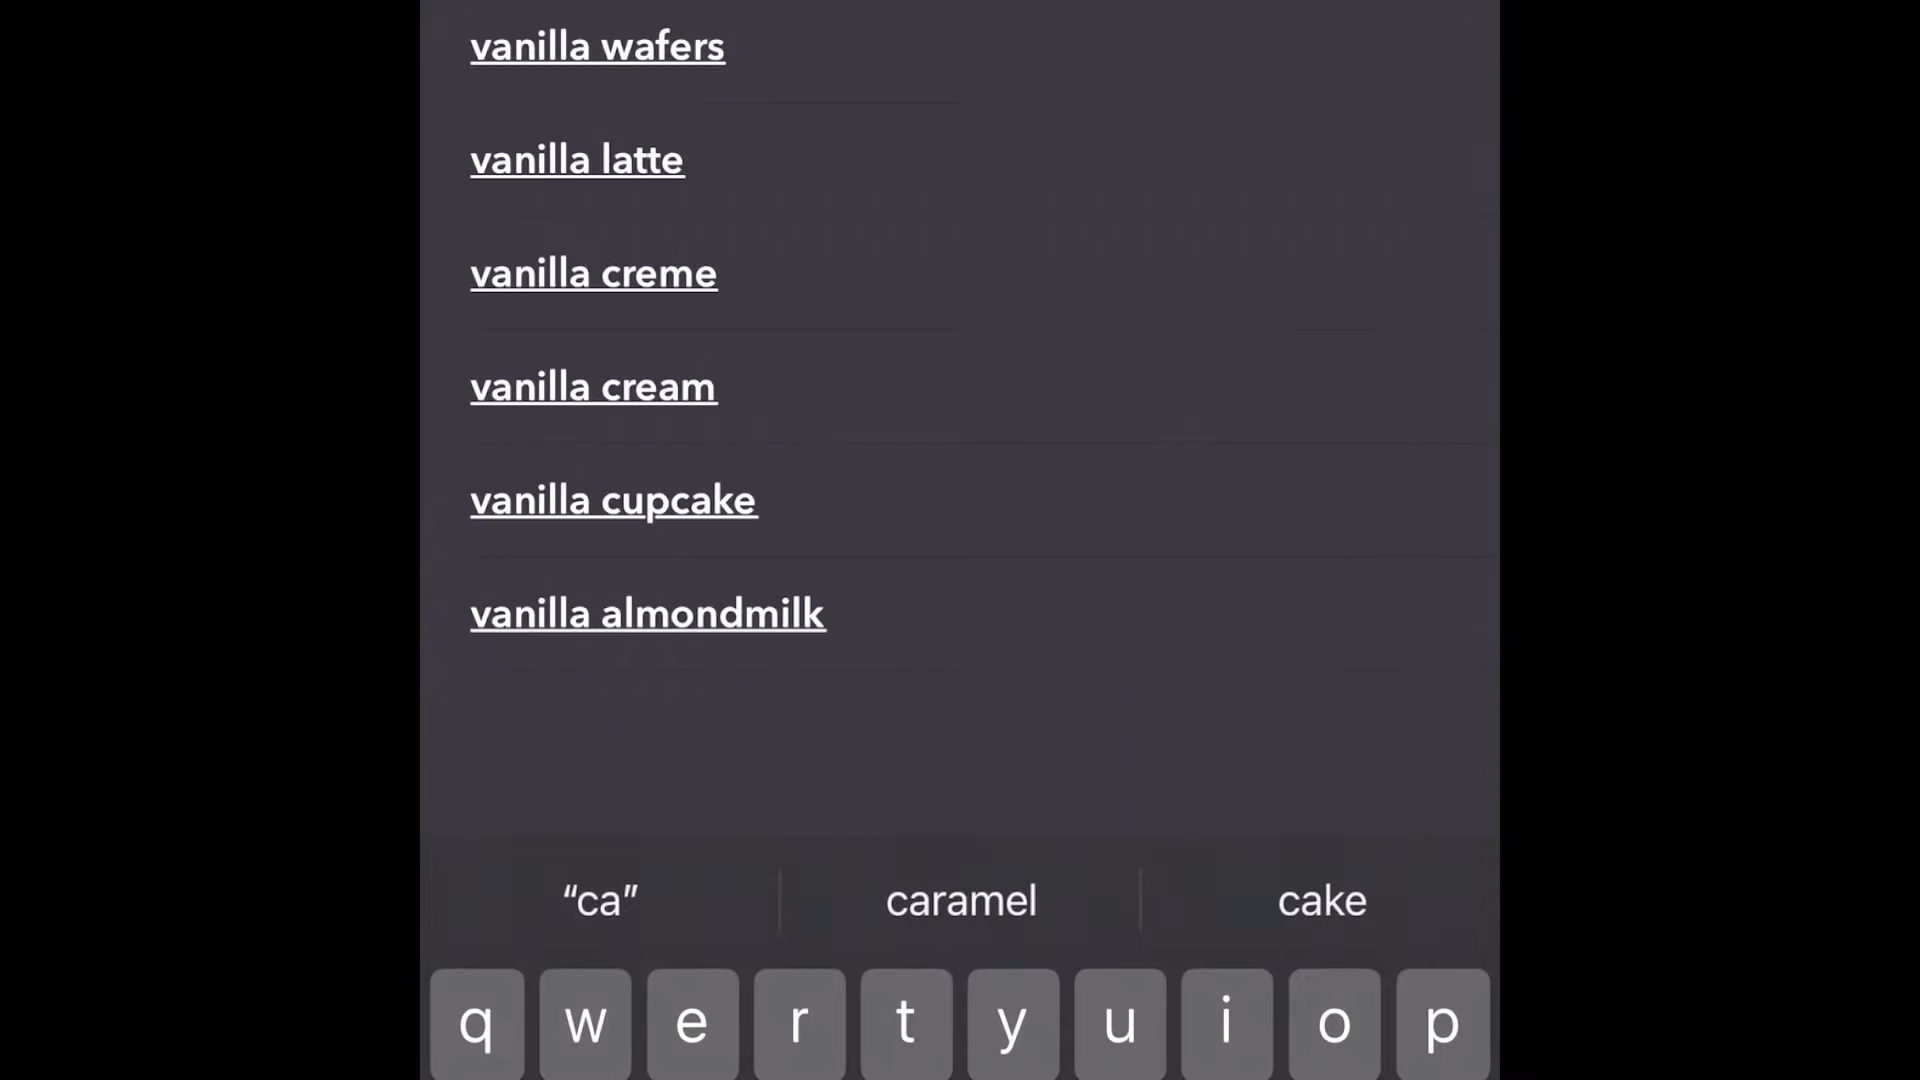 vanilla wafers
vanilla latte
vanilla creme
vanilla cream
vanilla cupcake
vanilla almondmilk
“ca” caramel cake
q w e r t y u i o p